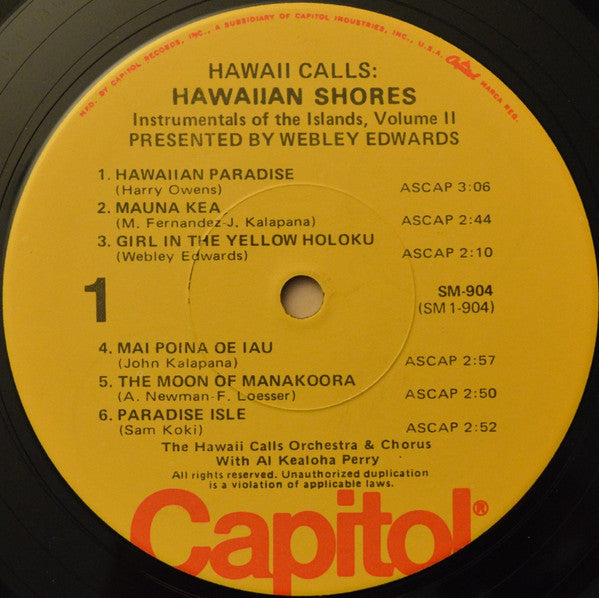 MFD. BY CAPITOL RECORDS, INC., A SUBSIDIARY OF CAPITOL INDUSTRIES, INC., U.S.A. Capitol MARCA REG.
HAWAII CALLS:
HAWAIIAN SHORES
Instrumentals of the Islands, Volume II
PRESENTED BY WEBLEY EDWARDS
1. HAWAIIAN PARADISE
(Harry Owens) ASCAP 3:06
2. MAUNA KEA
(M. Fernandez-J. Kalapana) ASCAP 2:44
3. GIRL IN THE YELLOW HOLOKU
(Webley Edwards) ASCAP 2:10
1
SM-904
(SM1-904)
4. MAI POINA OE IAU
(John Kalapana) ASCAP 2:57
5. THE MOON OF MANAKOORA
(A. Newman-F. Loesser) ASCAP 2:50
6. PARADISE ISLE
(Sam Koki) ASCAP 2:52
The Hawaii Calls Orchestra & Chorus
With Al Kealoha Perry
All rights reserved. Unauthorized duplication
is a violation of applicable laws.
Capitol®